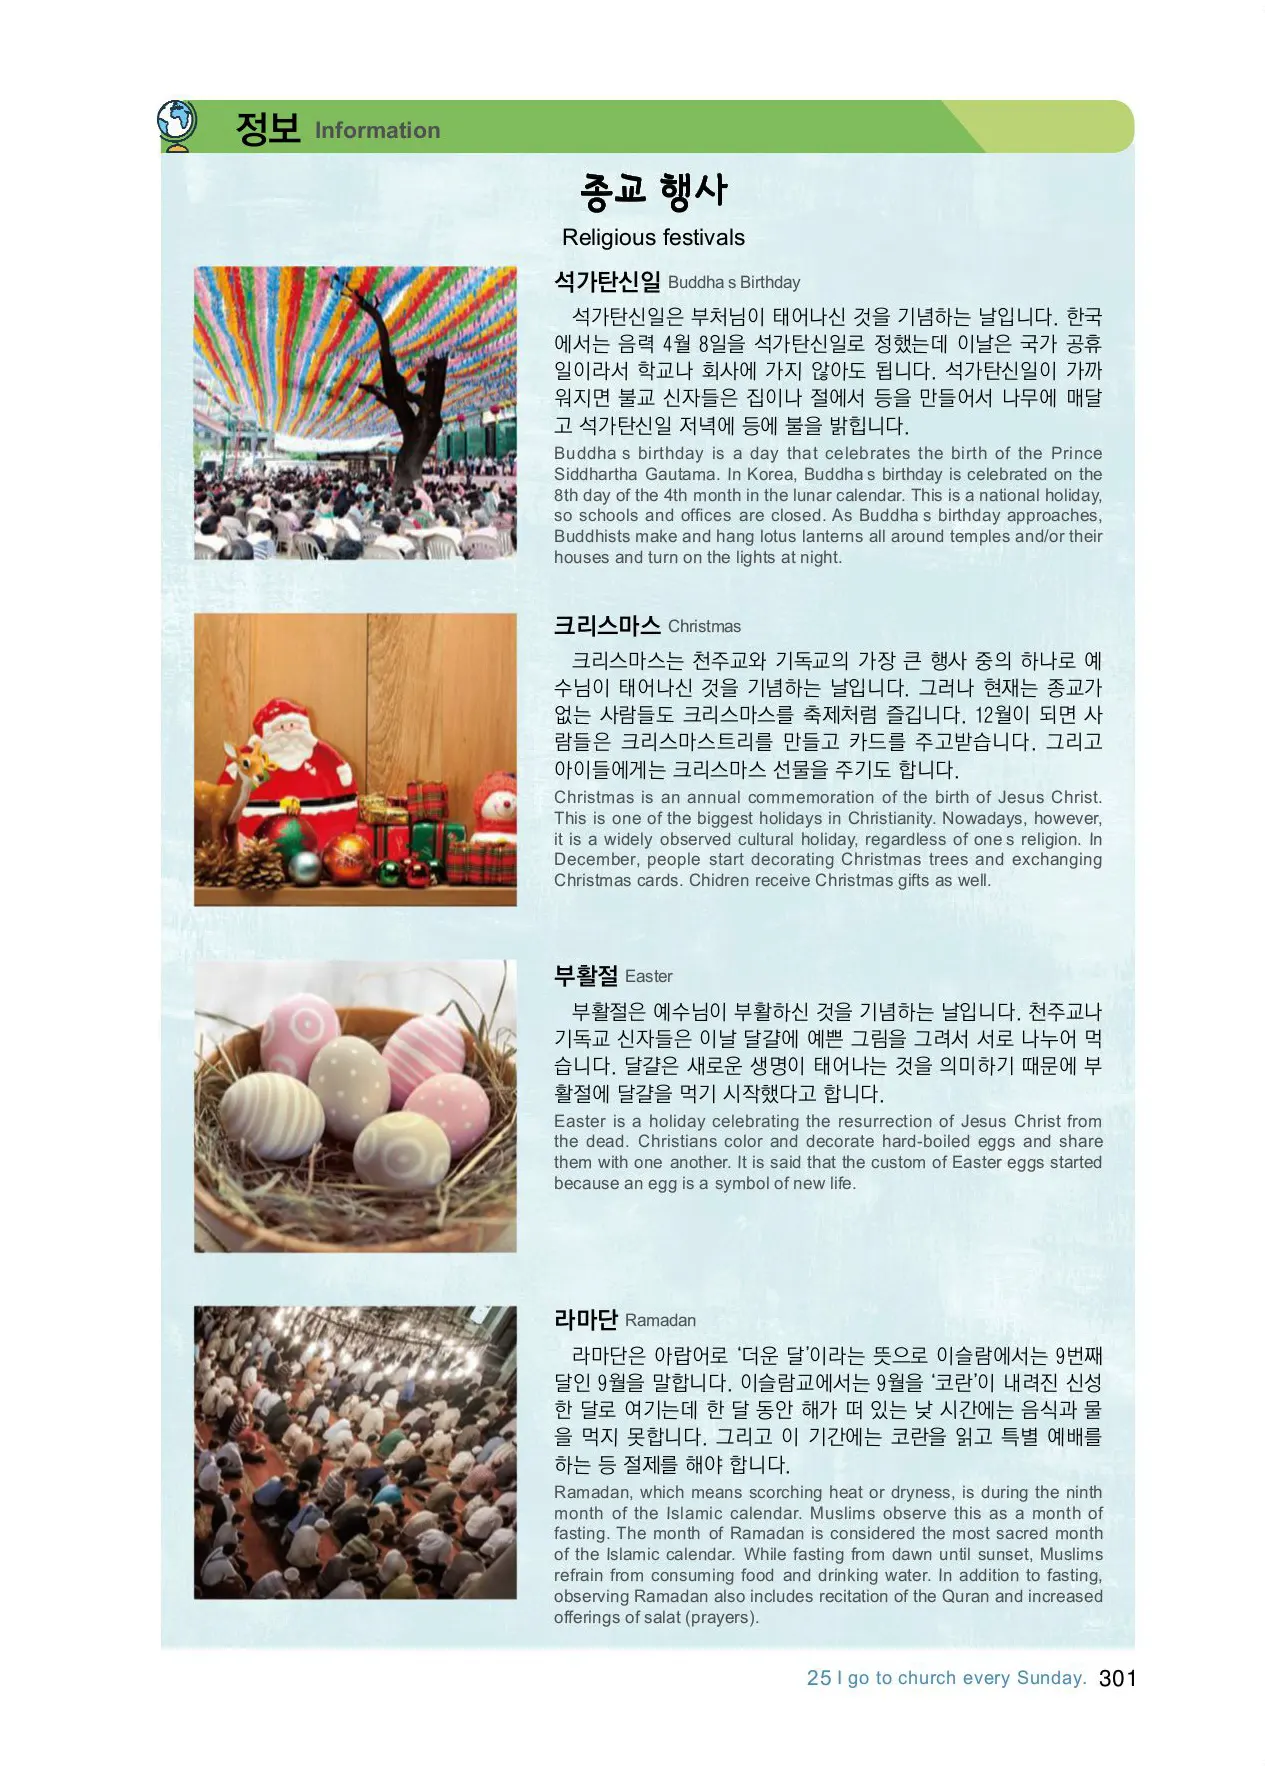 정보 Information
종교 행사
Religious festivals
석가탄신일 Buddha s Birthday
석가탄신일은 부처님이 태어나신 것을 기념하는 날입니다. 한국
에서는 음력 4월 8일을 석가탄신일로 정했는데 이날은 국가 공휴
일이라서 학교나 회사에 가지 않아도 됩니다. 석가탄신일이 가까
워지면 불교 신자들은 집이나 절에서 등을 만들어서 나무에 매달
고 석가탄신일 저녁에 등에 불을 밝힙니다.
Buddha s birthday is a day that celebrates the birth of the Prince
Siddhartha Gautama. In Korea, Buddha s birthday is celebrated on the
8th day of the 4th month in the lunar calendar. This is a national holiday,
so schools and offices are closed. As Buddha s birthday approaches,
Buddhists make and hang lotus lanterns all around temples and/or their
houses and turn on the lights at night.
크리스마스 Christmas
크리스마스는 천주교와 기독교의 가장 큰 행사 중의 하나로 예
수님이 태어나신 것을 기념하는 날입니다. 그러나 현재는 종교가
없는 사람들도 크리스마스를 축제처럼 즐깁니다. 12월이 되면 사
람들은 크리스마스트리를 만들고 카드를 주고받습니다. 그리고
아이들에게는 크리스마스 선물을 주기도 합니다.
Christmas is an annual commemoration of the birth of Jesus Christ.
This is one of the biggest holidays in Christianity. Nowadays, however,
it is a widely observed cultural holiday, regardless of one s religion. In
December, people start decorating Christmas trees and exchanging
Christmas cards. Chidren receive Christmas gifts as well.
부활절 Easter
부활절은 예수님이 부활하신 것을 기념하는 날입니다. 천주교나
기독교 신자들은 이날 달걀에 예쁜 그림을 그려서 서로 나누어 먹
습니다. 달걀은 새로운 생명이 태어나는 것을 의미하기 때문에 부
활절에 달걀을 먹기 시작했다고 합니다.
Easter is a holiday celebrating the resurrection of Jesus Christ from
the dead. Christians color and decorate hard-boiled eggs and share
them with one another. It is said that the custom of Easter eggs started
because an egg is a symbol of new life.
라마단 Ramadan
라마단은 아랍어로 ‘더운 달’이라는 뜻으로 이슬람에서는 9번째
달인 9월을 말합니다. 이슬람교에서는 9월을 ‘코란’이 내려진 신성
한 달로 여기는데 한 달 동안 해가 떠 있는 낮 시간에는 음식과 물
을 먹지 못합니다. 그리고 이 기간에는 코란을 읽고 특별 예배를
하는 등 절제를 해야 합니다.
Ramadan, which means scorching heat or dryness, is during the ninth
month of the Islamic calendar. Muslims observe this as a month of
fasting. The month of Ramadan is considered the most sacred month
of the Islamic calendar. While fasting from dawn until sunset, Muslims
refrain from consuming food and drinking water. In addition to fasting,
observing Ramadan also includes recitation of the Quran and increased
offerings of salat (prayers).
25 I go to church every Sunday. 301